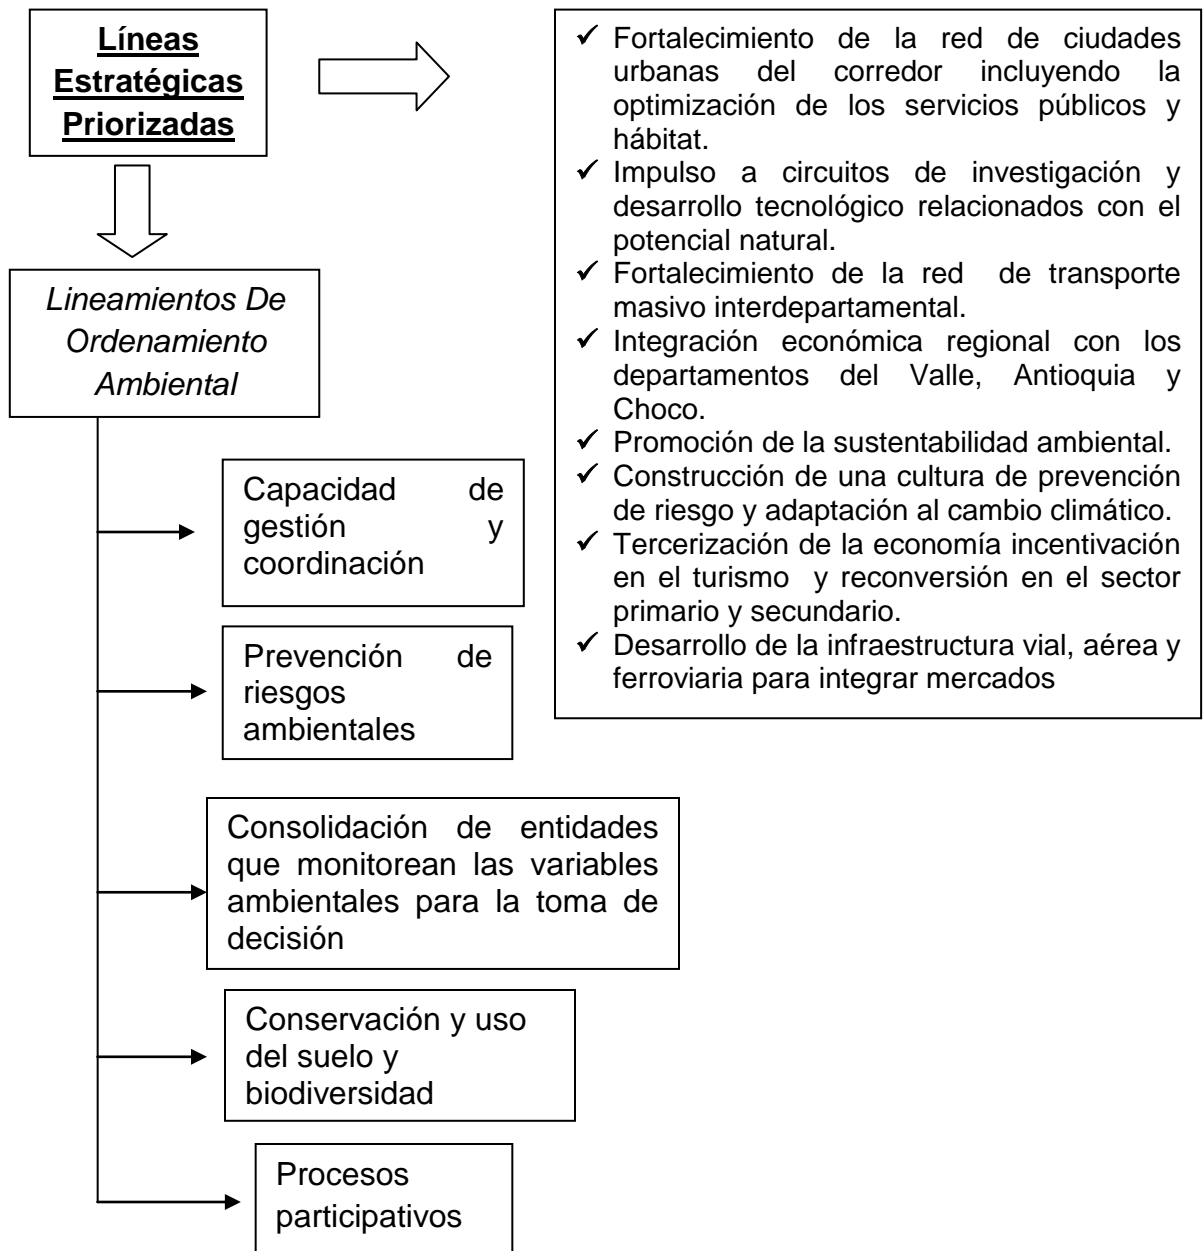 Líneas
Estratégicas
Priorizadas
✓ Fortalecimiento de la red de ciudades
urbanas del corredor incluyendo la
optimización de los servicios públicos y
hábitat.
✓ Impulso a circuitos de investigación y
desarrollo tecnológico relacionados con el
potencial natural.
✓ Fortalecimiento de la red de transporte
masivo interdepartamental.
✓ Integración económica regional con los
departamentos del Valle, Antioquia y
Choco.
✓ Promoción de la sustentabilidad ambiental.
✓ Construcción de una cultura de prevención
de riesgo y adaptación al cambio climático.
✓ Tercerización de la economía incentivación
en el turismo y reconversión en el sector
primario y secundario.
✓ Desarrollo de la infraestructura vial, aérea y
ferroviaria para integrar mercados
Lineamientos De
Ordenamiento
Ambiental
Capacidad de
gestión y
coordinación
Prevención de
riesgos
ambientales
Consolidación de entidades
que monitorean las variables
ambientales para la toma de
decisión
Conservación y uso
del suelo y
biodiversidad
Procesos
participativos